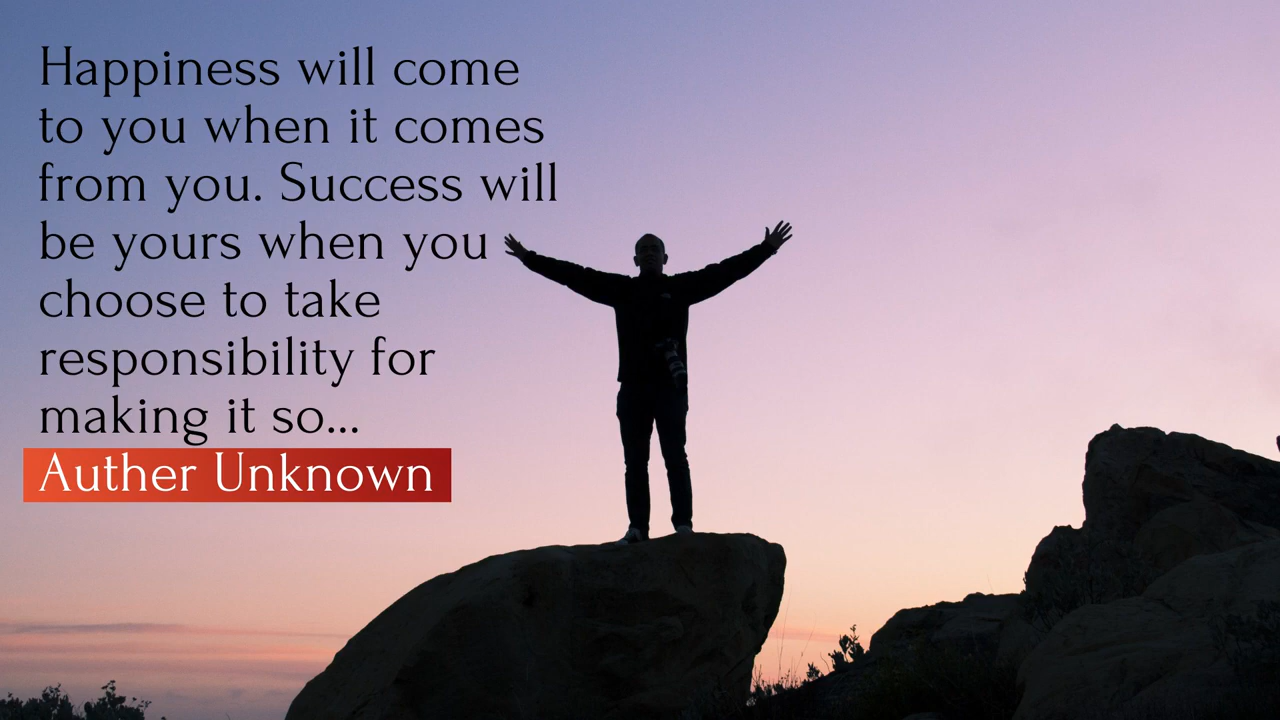 Happiness will come
to you when it comes
from you. Success will
be yours when you
choose to take
responsibility for
making it so...
Auther Unknown